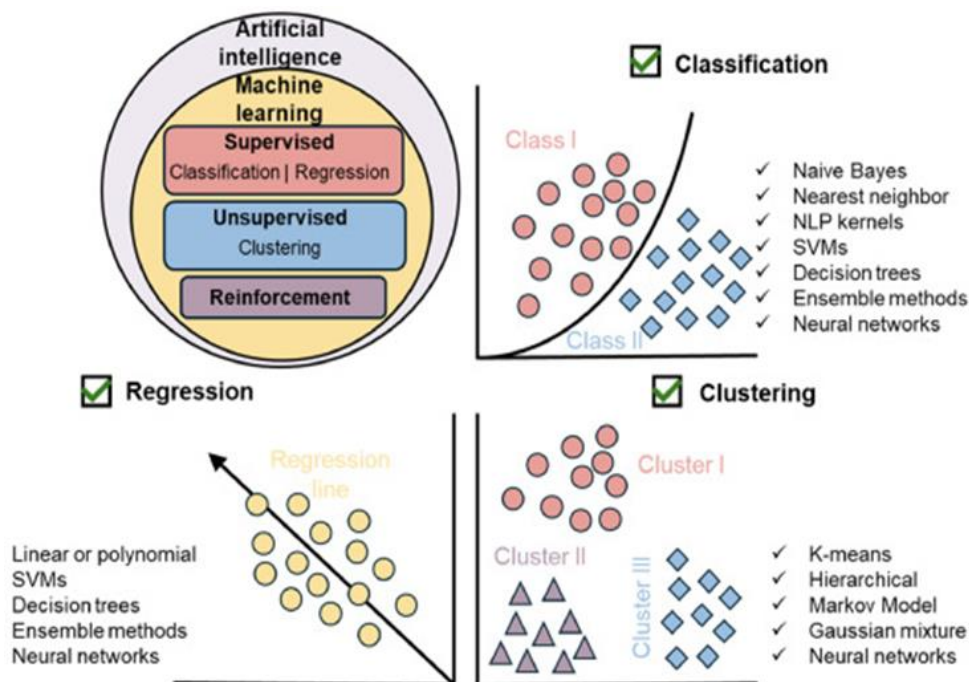 Artificial
intelligence
Machine
learning
Supervised
Classification | Regression
Unsupervised
Clustering
Reinforcement
Classification
Class I
Class II
Naive Bayes
Nearest neighbor
NLP kernels
SVMs
Decision trees
Ensemble methods
Neural networks
Regression
Regression
line
Linear or polynomial
SVMs
Decision trees
Ensemble methods
Neural networks
Clustering
Cluster I
Cluster II
Cluster III
K-means
Hierarchical
Markov Model
Gaussian mixture
Neural networks